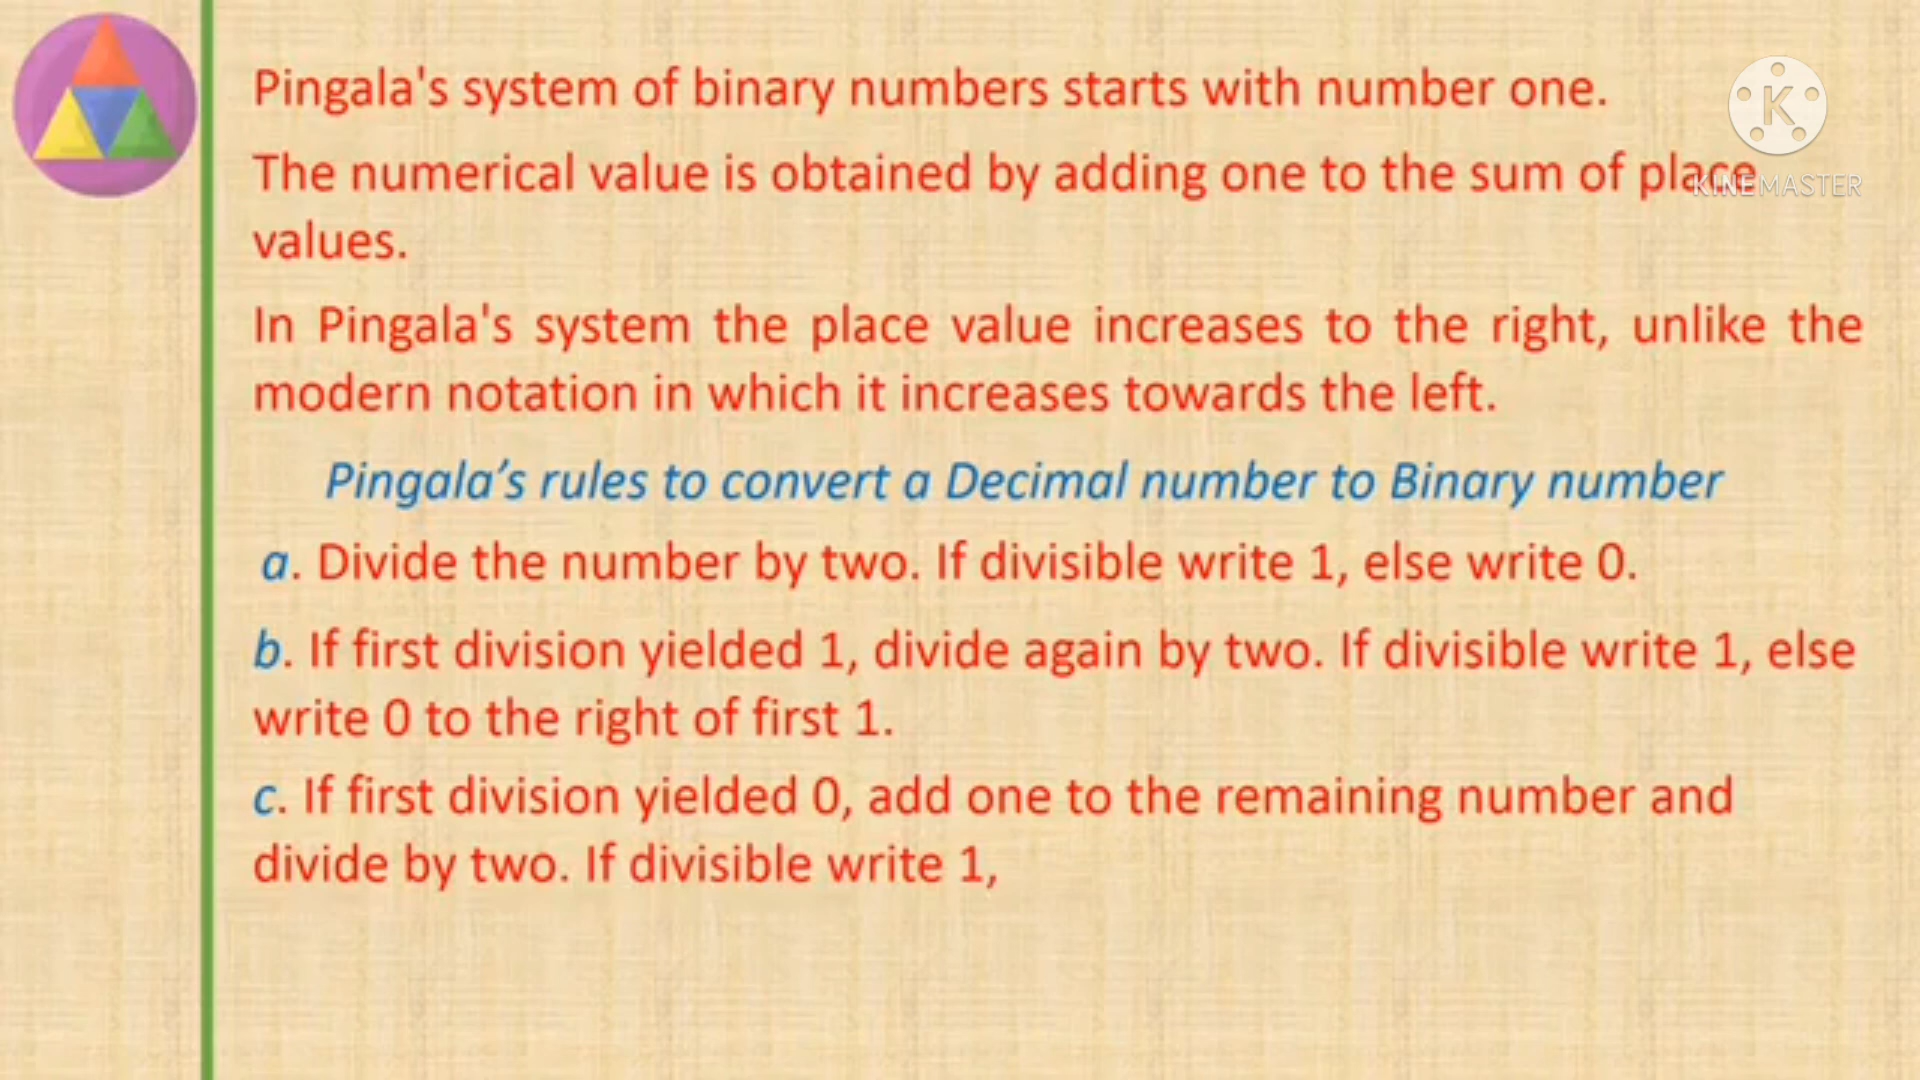 Pingala's system of binary numbers starts with number one.
The numerical value is obtained by adding one to the sum of place
values.
In Pingala's system the place value increases to the right, unlike the
modern notation in which it increases towards the left.
Pingala’s rules to convert a Decimal number to Binary number
a. Divide the number by two. If divisible write 1, else write 0.
b. If first division yielded 1, divide again by two. If divisible write 1, else
write 0 to the right of first 1.
c. If first division yielded 0, add one to the remaining number and
divide by two. If divisible write 1,
K
KINEMASTER